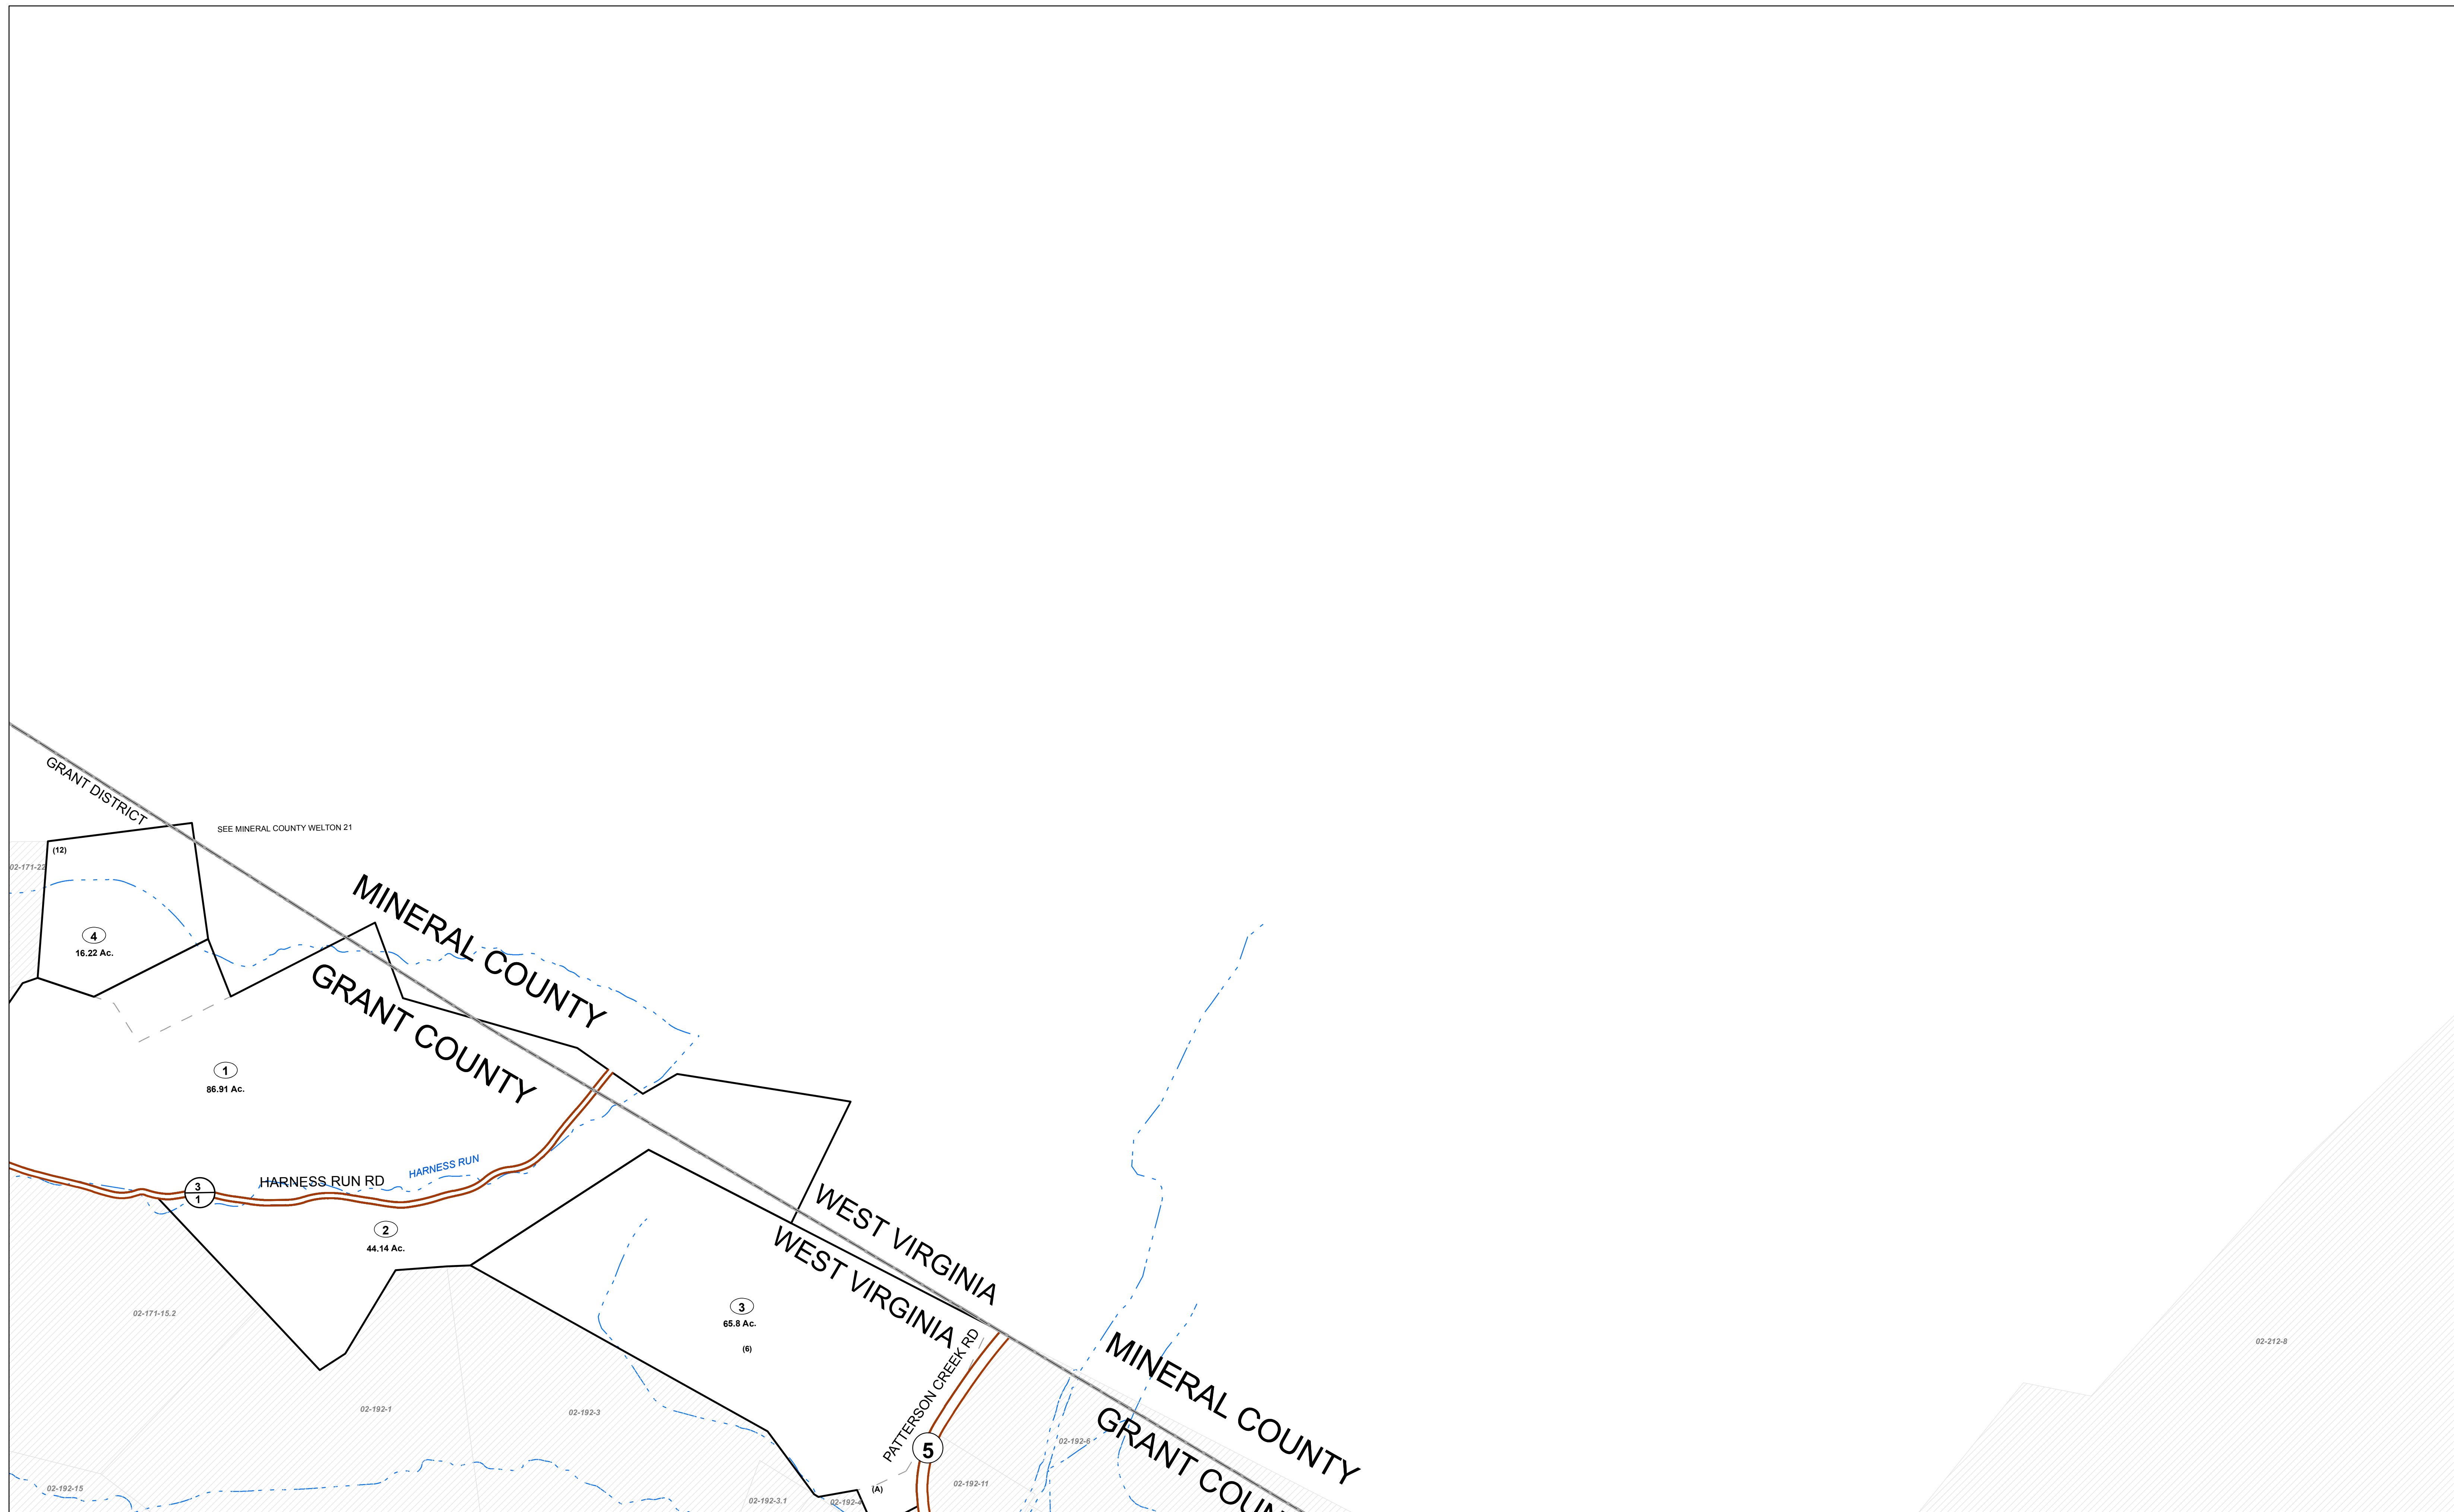 GRANT DISTRICT
SEE MINERAL COUNTY WELTON 21
(12)
02-171-22
MINERAL COUNTY
4
16.22 Ac.
GRANT COUNTY
1
86.91 Ac.
HARNESS RUN
HARNESS RUN RD
3
1
2
44.14 Ac.
WEST VIRGINIA
WEST VIRGINIA
3
65.8 Ac.
(6)
02-171-15.2
PATTERSON CREEK RD
MINERAL COUNTY
02-212-8
02-192-1
02-192-3
GRANT COUN
02-192-6
5
02-192-11
02-192-15
(A)
02-192-3.1
02-192-4